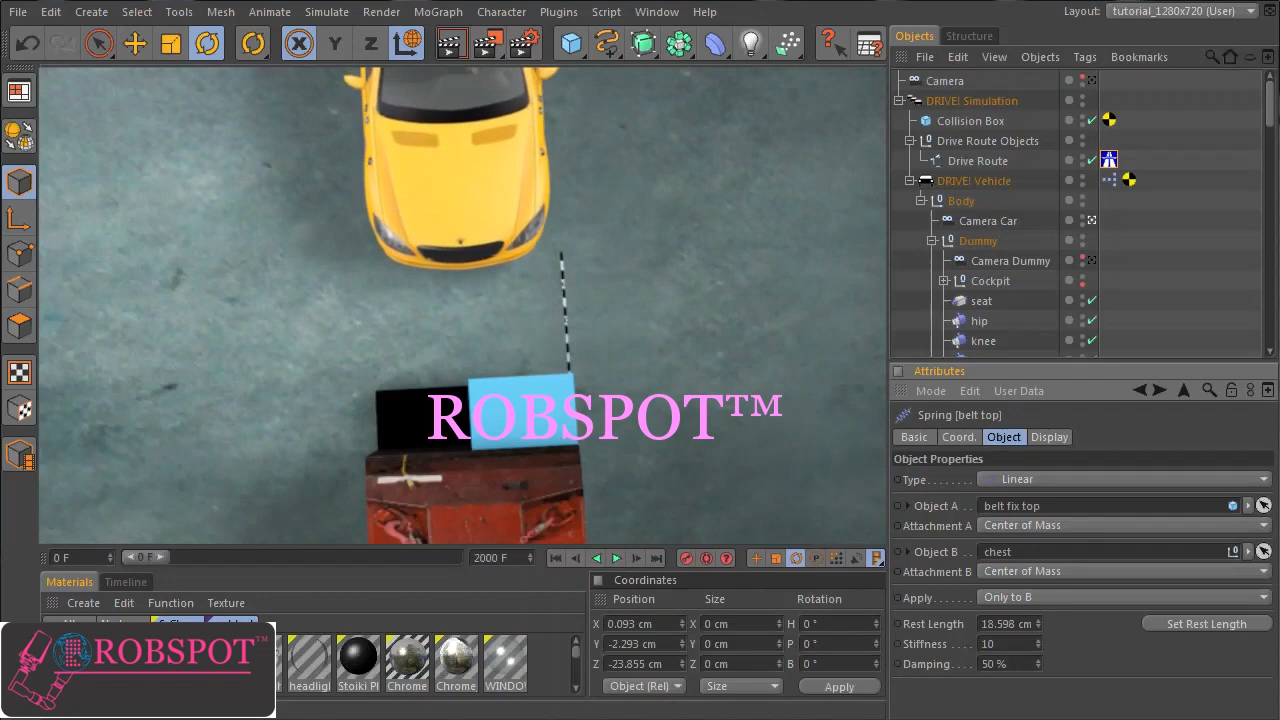 File Edit Create Select Tools Mesh Animate Simulate Render MoGraph Character Plugins Script Window Help Layout: tutorial_1280x720 (User)
X Y Z
Objects Structure
File Edit View Objects Tags Bookmarks
Camera
DRIVE! Simulation
Collision Box
Drive Route Objects
Drive Route
DRIVE! Vehicle
Body
Camera Car
Dummy
Camera Dummy
Cockpit
seat
hip
knee
ROBSPOT™
Attributes
Mode Edit User Data
Spring [belt top]
Basic Coord. Object Display
Object Properties
Type Linear
Object A belt fix top
Attachment A Center of Mass
Object B chest
Attachment B Center of Mass
Apply Only to B
Rest Length 18.598 cm Set Rest Length
Stiffness 10
Damping 50 %
0 F 0 F 2000 F
Materials Timeline
Create Edit Function Texture
headligl Stoiki Pl Chrome Chrome WINDO
ROBSPOT™
Coordinates
Position Size Rotation
X 0.093 cm X 0 cm H 0 °
Y -2.293 cm Y 0 cm P 0 °
Z -23.855 cm Z 0 cm B 0 °
Object (Rel) Size Apply